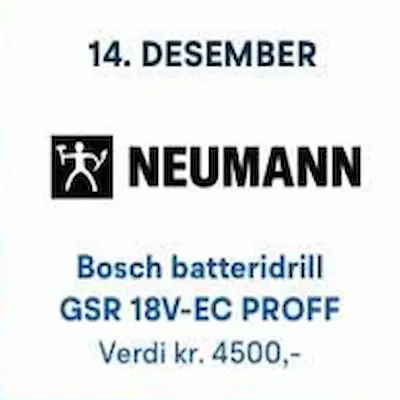 14. DESEMBER
NEUMANN
Bosch batteridrill
GSR 18V-EC PROFF
Verdi kr. 4500,-